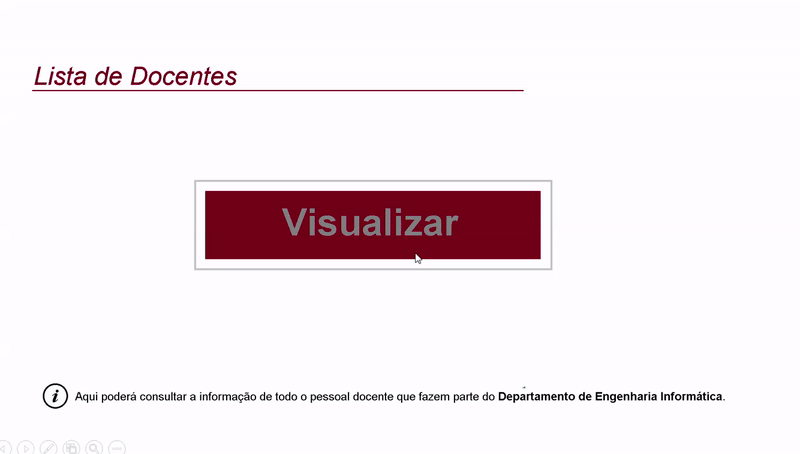 Lista de Docentes
Visualizar
i Aqui poderá consultar a informação de todo o pessoal docente que fazem parte do Departamento de Engenharia Informática.